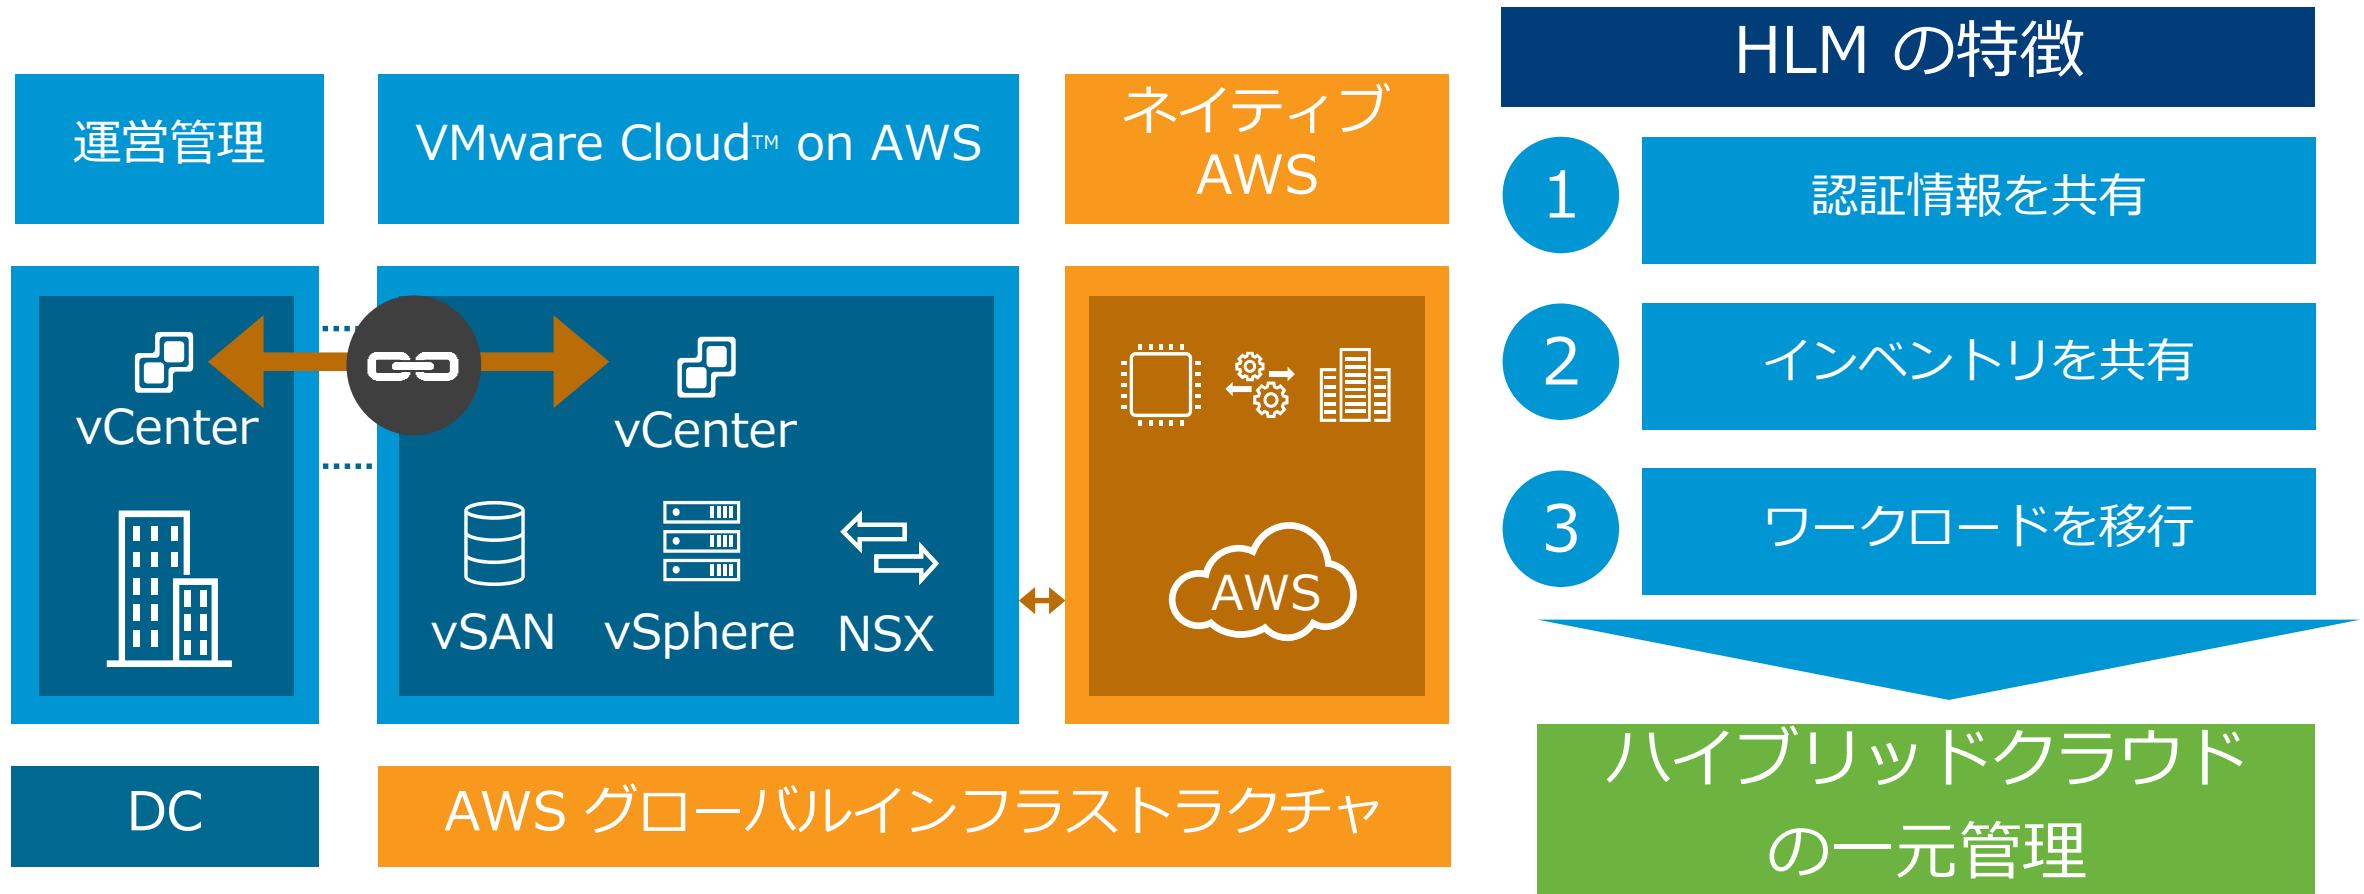 運営管理
VMware Cloud™ on AWS
ネイティブ
AWS
vCenter
vCenter
vSAN
vSphere
NSX
AWS
DC
AWS グローバルインフラストラクチャ
HLM の特徴
1
認証情報を共有
2
インベントリを共有
3
ワークロードを移行
ハイブリッドクラウド
の一元管理